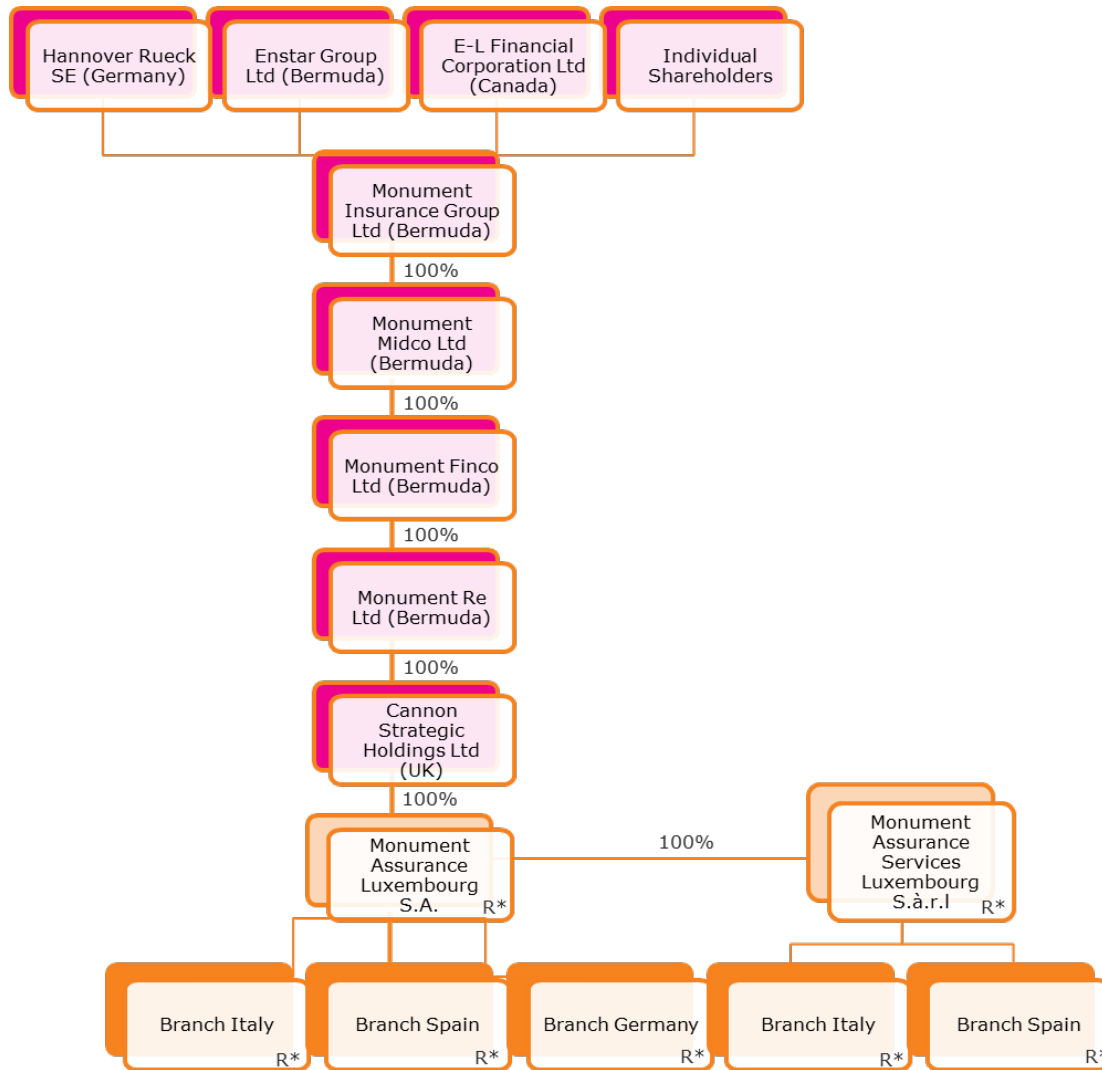 Hannover Rueck
SE (Germany)
Enstar Group
Ltd (Bermuda)
E-L Financial
Corporation Ltd
(Canada)
Individual
Shareholders
Monument
Insurance Group
Ltd (Bermuda)
100%
Monument
Midco Ltd
(Bermuda)
100%
Monument Finco
Ltd (Bermuda)
100%
Monument Re
Ltd (Bermuda)
100%
Cannon
Strategic
Holdings Ltd
(UK)
100%
Monument
Assurance
Luxembourg
S.A.
R*
100%
Monument
Assurance
Services
Luxembourg
S.à.r.l
R*
Branch Italy
R*
Branch Spain
R*
Branch Germany
R*
Branch Italy
R*
Branch Spain
R*